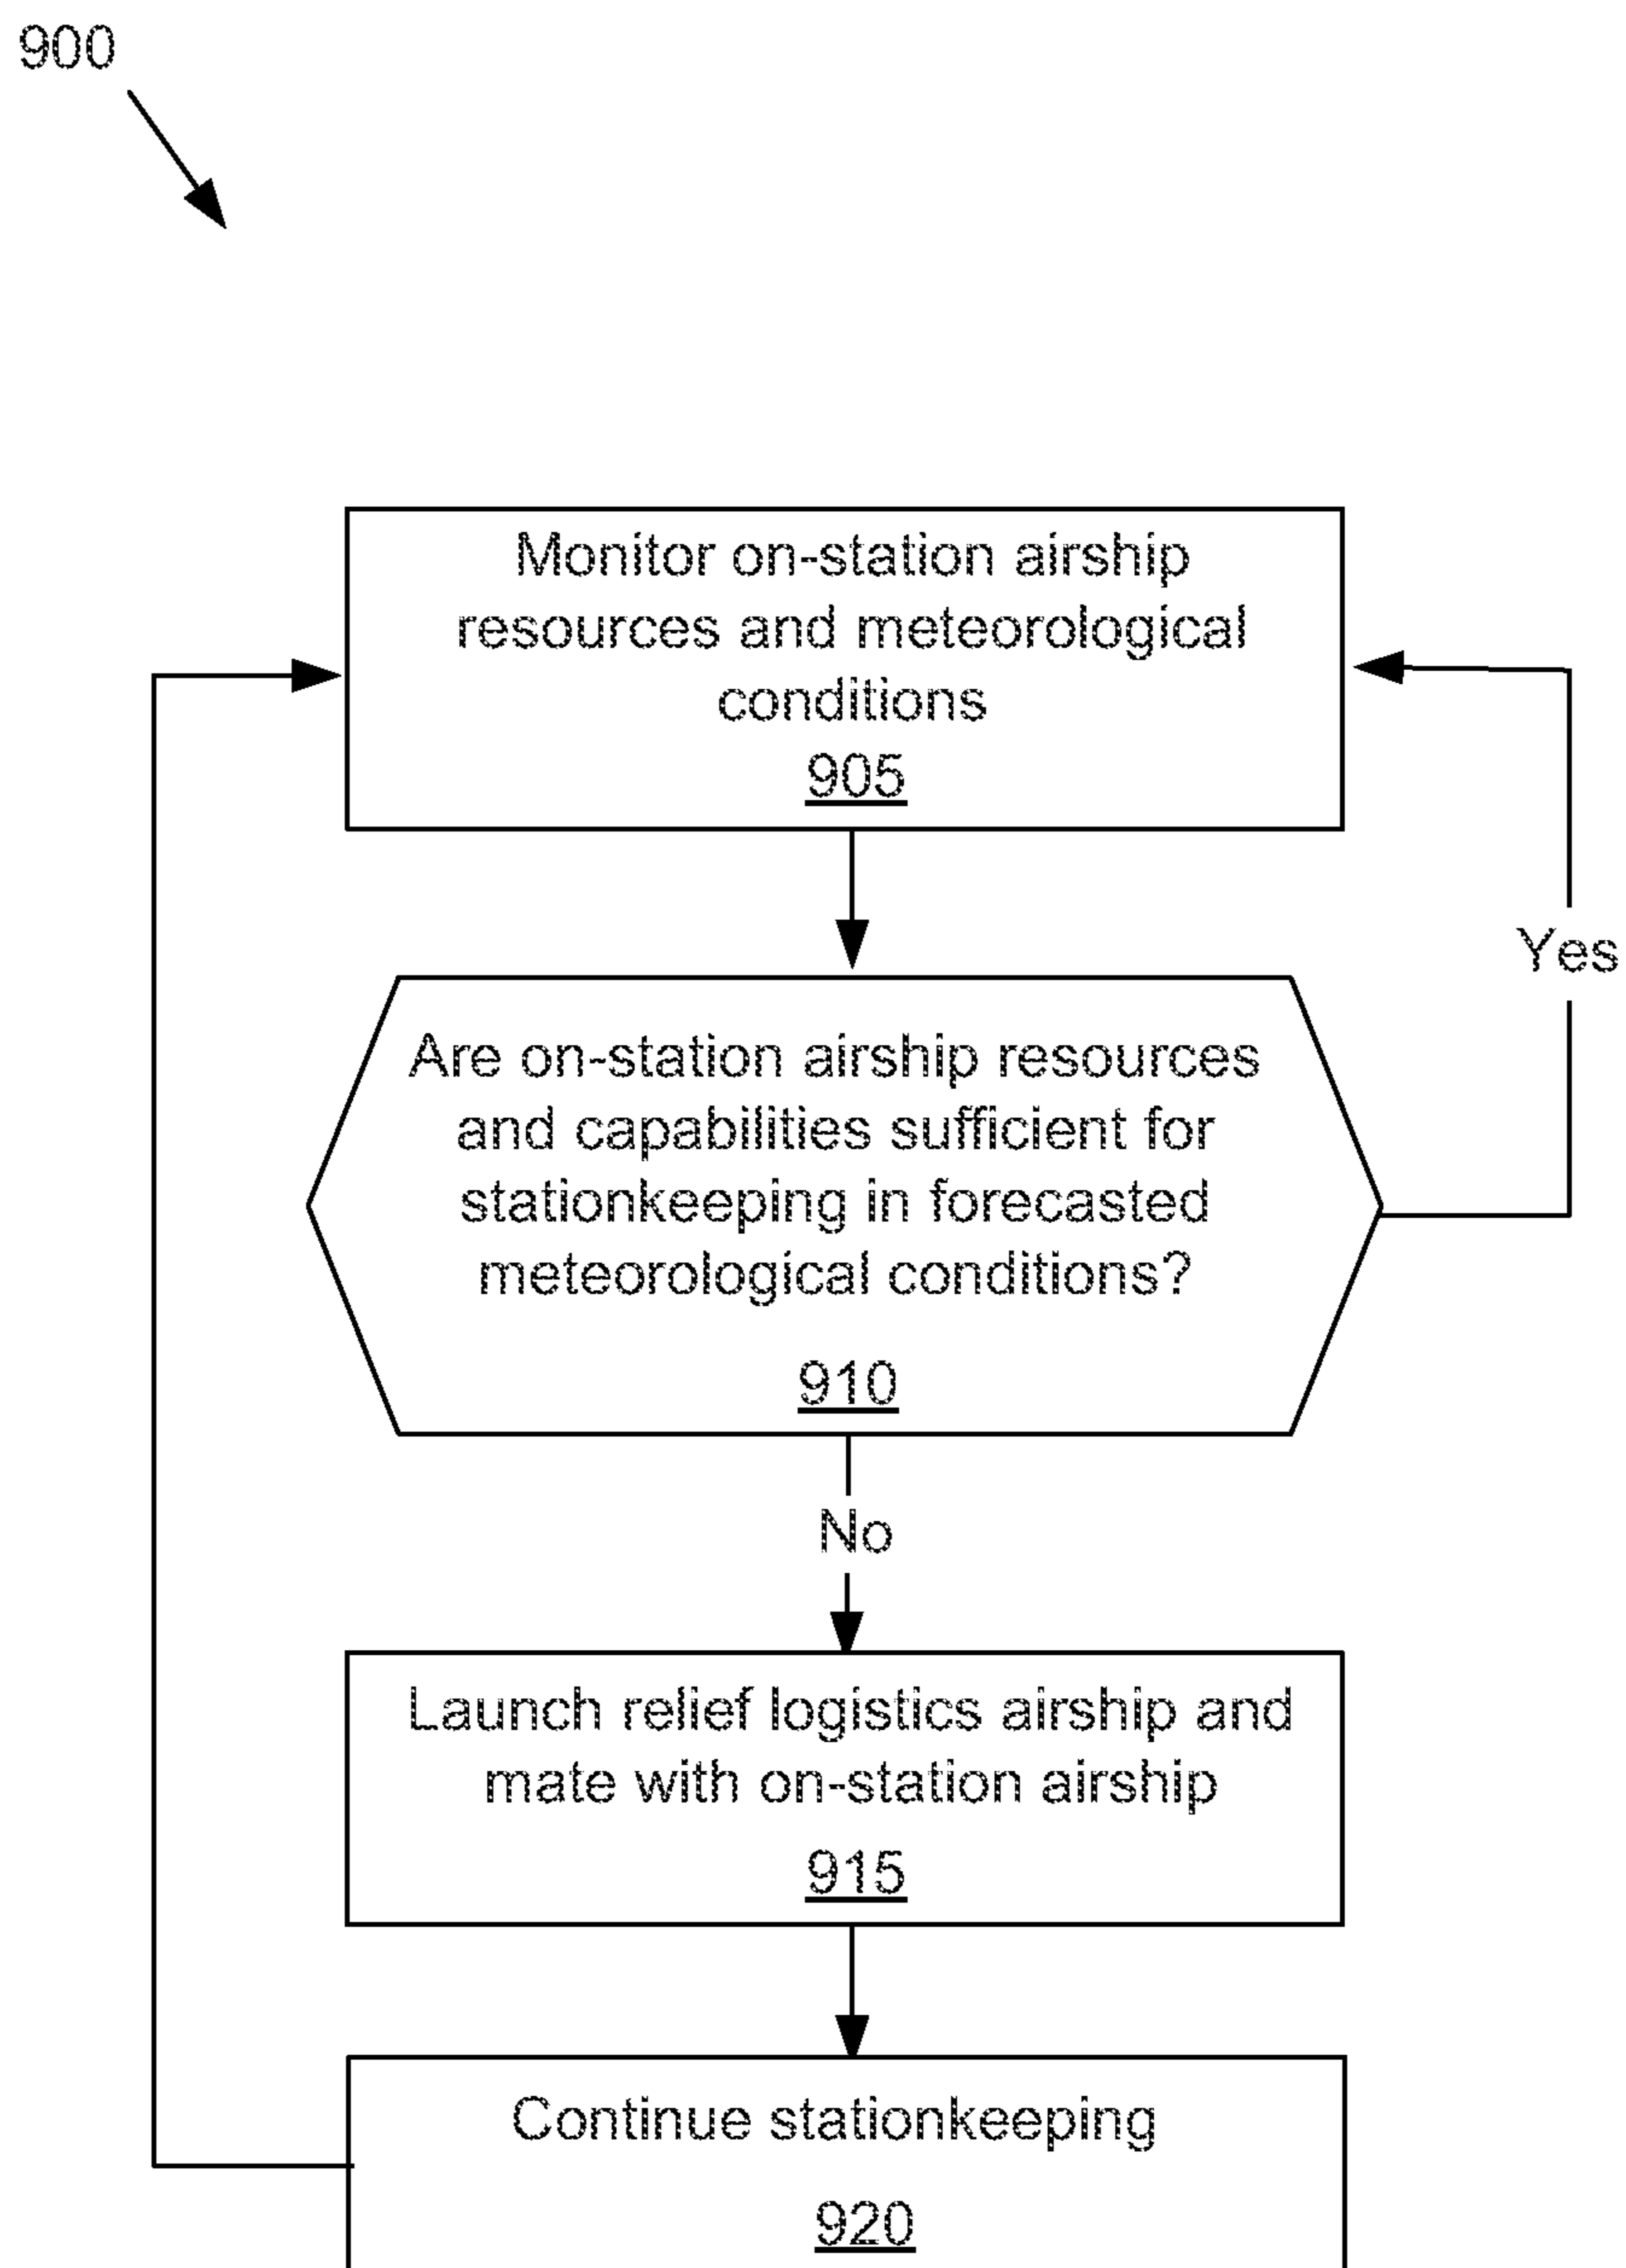 900
Monitor on-station airship
resources and meteorological
conditions
905
Are on-station airship resources
and capabilities sufficient for
stationkeeping in forecasted
meteorological conditions?
910
Yes
No
Launch relief logistics airship and
mate with on-station airship
915
Continue stationkeeping
920